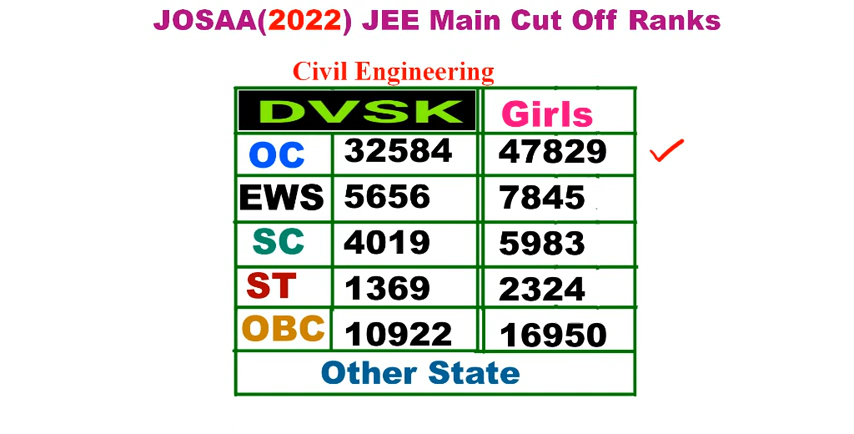 JOSAA(2022) JEE Main Cut Off Ranks
Civil Engineering
DVSK Girls
OC 32584 47829
EWS 5656 7845
SC 4019 5983
ST 1369 2324
OBC 10922 16950
Other State